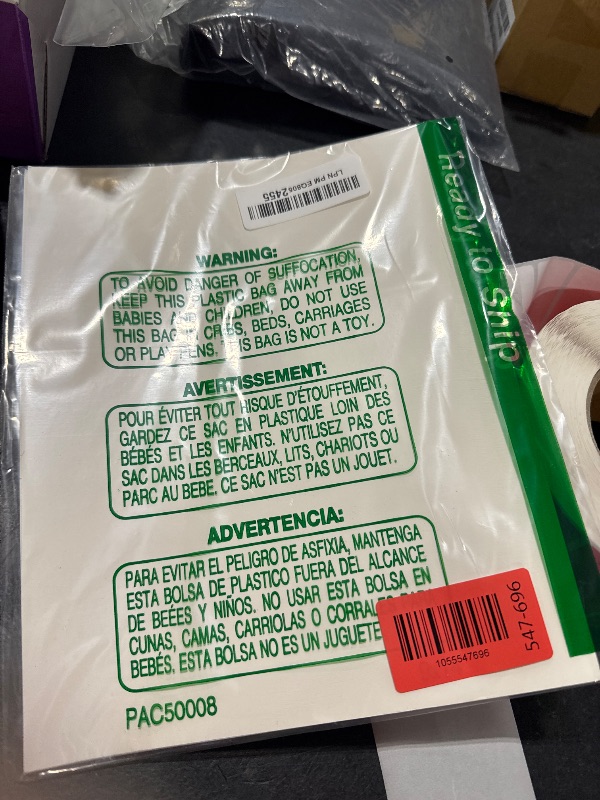 LPN PM EG8062455
Ready to Ship
WARNING:
TO AVOID DANGER OF SUFFOCATION,
KEEP THIS PLASTIC BAG AWAY FROM
BABIES AND CHILDREN, DO NOT USE
THIS BAG IN CRIBS, BEDS, CARRIAGES
OR PLAYPENS. THIS BAG IS NOT A TOY.
AVERTISSEMENT:
POUR ÉVITER TOUT RISQUE D'ÉTOUFFEMENT,
GARDEZ CE SAC EN PLASTIQUE LOIN DES
BÉBÉS ET LES ENFANTS. N'UTILISEZ PAS CE
SAC DANS LES BERCEAUX, LITS, CHARIOTS OU
PARC AU BEBE. CE SAC N'EST PAS UN JOUET.
ADVERTENCIA:
PARA EVITAR EL PELIGRO DE ASFIXIA, MANTENGA
ESTA BOLSA DE PLASTICO FUERA DEL ALCANCE
DE BEÉES Y NIÑOS. NO USAR ESTA BOLSA EN
CUNAS, CAMAS, CARRIOLAS O CORRALES PARA
BEBÉS. ESTA BOLSA NO ES UN JUGUETE
1055547696
547-696
PAC50008